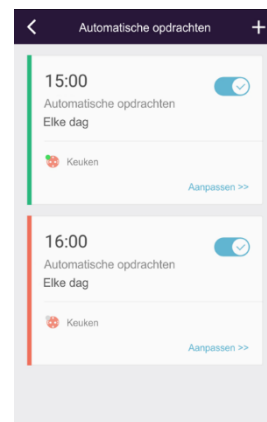 Automatische opdrachten
15:00
Automatische opdrachten
Elke dag
Keuken
Aanpassen >>
16:00
Automatische opdrachten
Elke dag
Keuken
Aanpassen >>